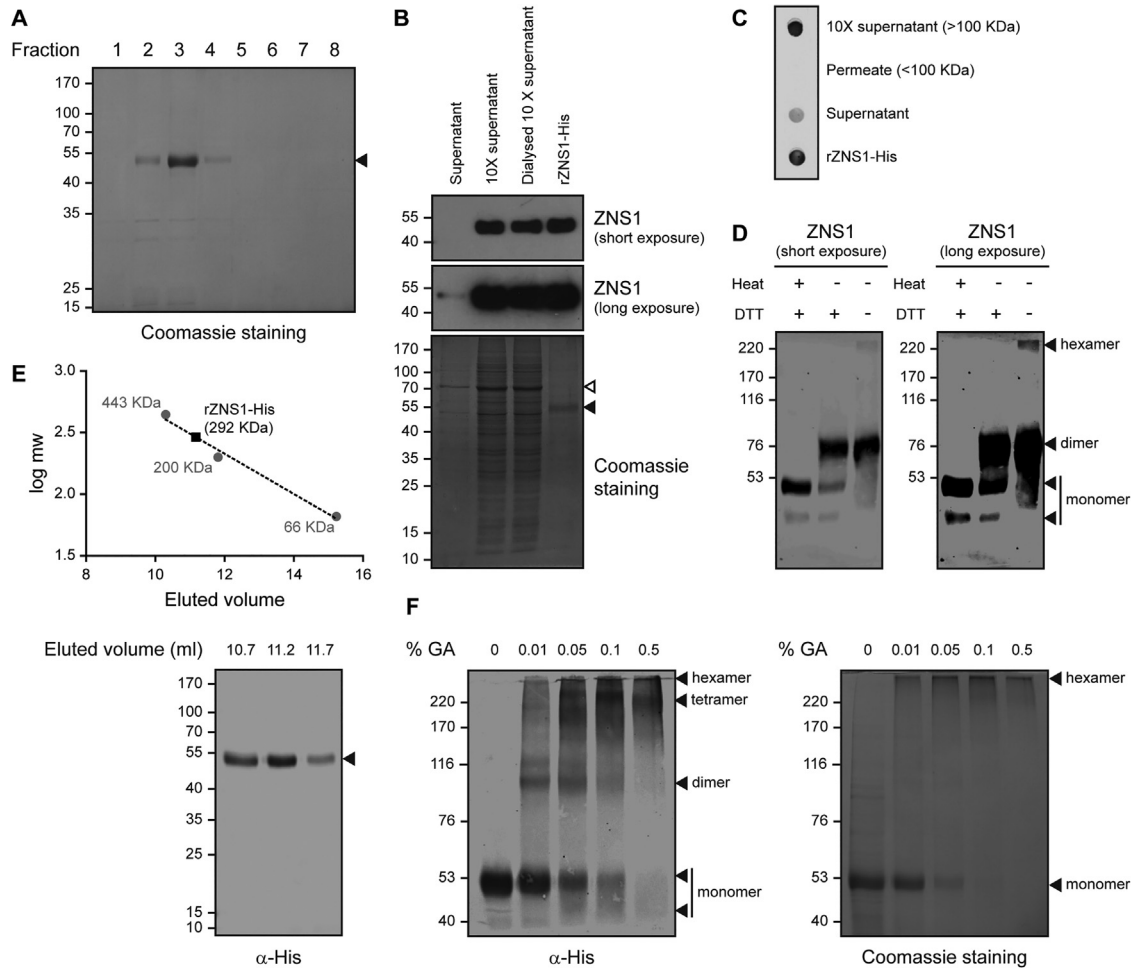 A
Fraction 1 2 3 4 5 6 7 8
170
100
70
55
40
35
25
15
Coomassie staining
B
Supernatant
10X supernatant
Dialysed 10 X supernatant
rZNS1-His
55
40
ZNS1
(short exposure)
55
40
ZNS1
(long exposure)
170
100
70
55
40
35
25
15
10
Coomassie
staining
C
10X supernatant (>100 KDa)
Permeate (<100 KDa)
Supernatant
rZNS1-His
D
ZNS1
(short exposure)
Heat + - -
DTT + + -
220
170
116
76
53
ZNS1
(long exposure)
Heat + - -
DTT + + -
220
170
116
76
53
hexamer
dimer
monomer
E
3.0
2.5
2.0
1.5
log mw
443 KDa
rZNS1-His
(292 KDa)
200 KDa
66 KDa
8 10 12 14 16
Eluted volume
Eluted volume (ml) 10.7 11.2 11.7
170
100
70
55
40
35
25
15
10
α-His
F
% GA 0 0.01 0.05 0.1 0.5
220
170
116
76
53
40
hexamer
tetramer
dimer
monomer
α-His
% GA 0 0.01 0.05 0.1 0.5
220
170
116
76
53
40
hexamer
monomer
Coomassie staining